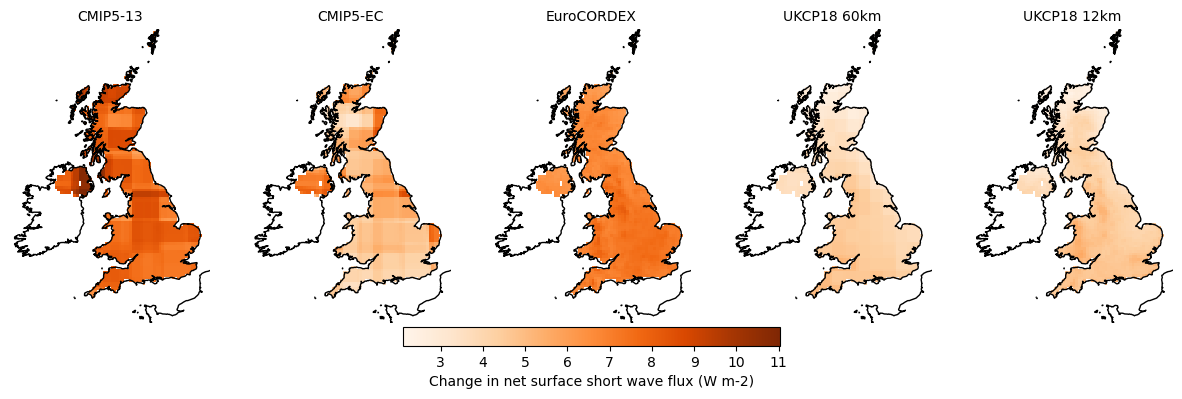 CMIP5-13
CMIP5-EC
EuroCORDEX
UKCP18 60km
UKCP18 12km
3 4 5 6 7 8 9 10 11
Change in net surface short wave flux (W m-2)